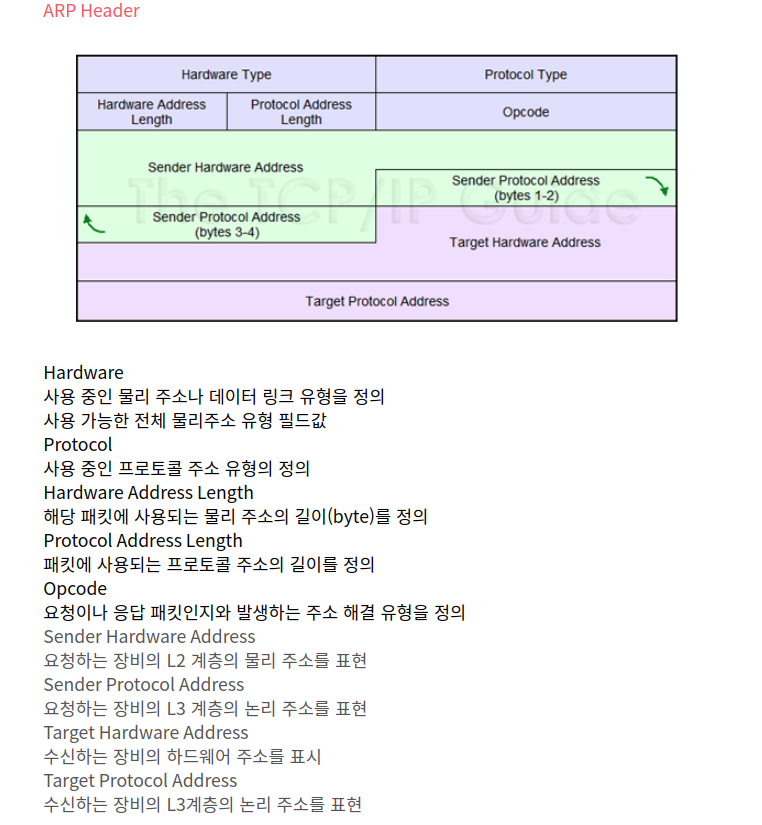 ARP Header
Hardware Type
Protocol Type
Hardware Address
Length
Protocol Address
Length
Opcode
Sender Hardware Address
Sender Protocol Address
(bytes 1-2)
The TCP/IP Guide
Sender Protocol Address
(bytes 3-4)
Target Hardware Address
Target Protocol Address
Hardware
사용 중인 물리 주소나 데이터 링크 유형을 정의
사용 가능한 전체 물리주소 유형 필드값
Protocol
사용 중인 프로토콜 주소 유형의 정의
Hardware Address Length
해당 패킷에 사용되는 물리 주소의 길이(byte)를 정의
Protocol Address Length
패킷에 사용되는 프로토콜 주소의 길이를 정의
Opcode
요청이나 응답 패킷인지와 발생하는 주소 해결 유형을 정의
Sender Hardware Address
요청하는 장비의 L2 계층의 물리 주소를 표현
Sender Protocol Address
요청하는 장비의 L3 계층의 논리 주소를 표현
Target Hardware Address
수신하는 장비의 하드웨어 주소를 표시
Target Protocol Address
수신하는 장비의 L3계층의 논리 주소를 표현